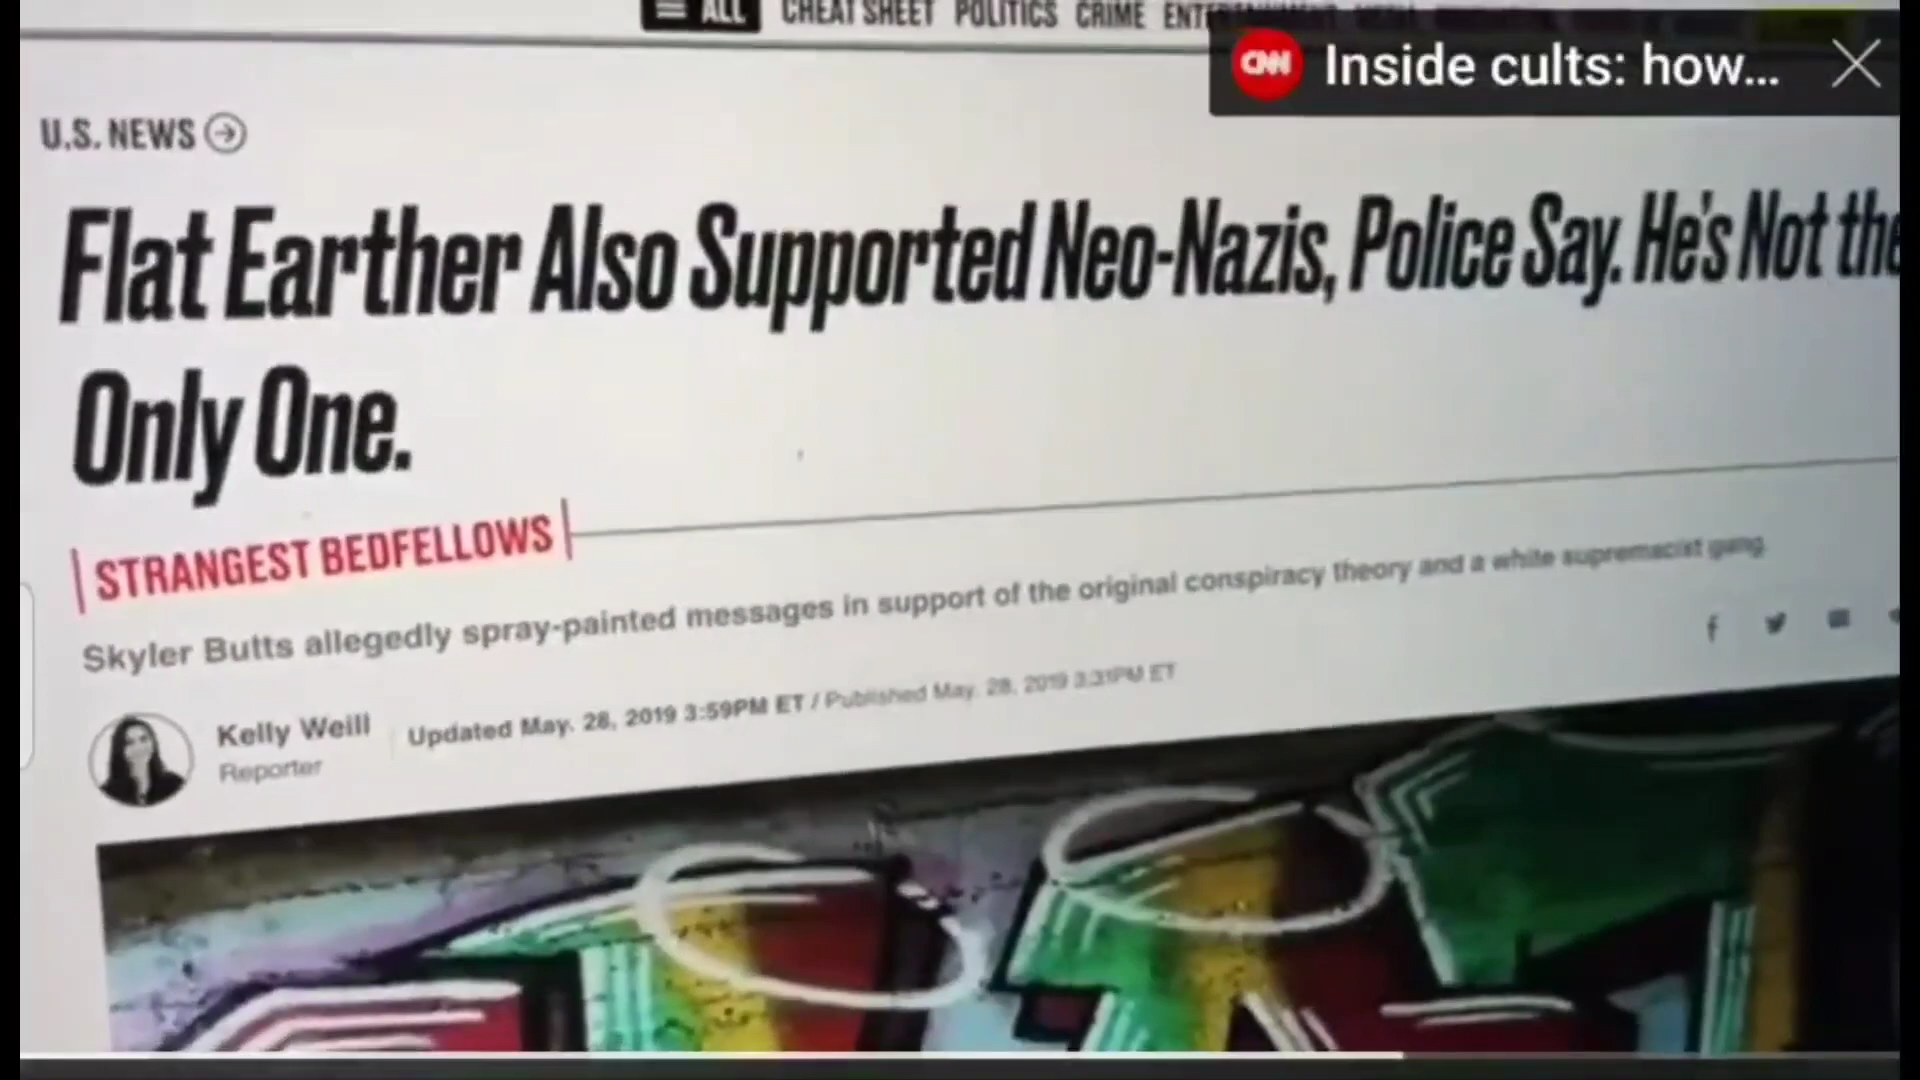 ALL CHEAT SHEET POLITICS CRIME
CNN Inside cults: how...
U.S. NEWS
Flat Earther Also Supported Neo-Nazis, Police Say. He's Not the
Only One.
STRANGEST BEDFELLOWS
Skyler Butts allegedly spray-painted messages in support of the original conspiracy theory and a white supremacist gang.
Kelly Weill
Reporter
Updated May. 28, 2019 3:59PM ET / Published May. 28, 2019 3:31PM ET